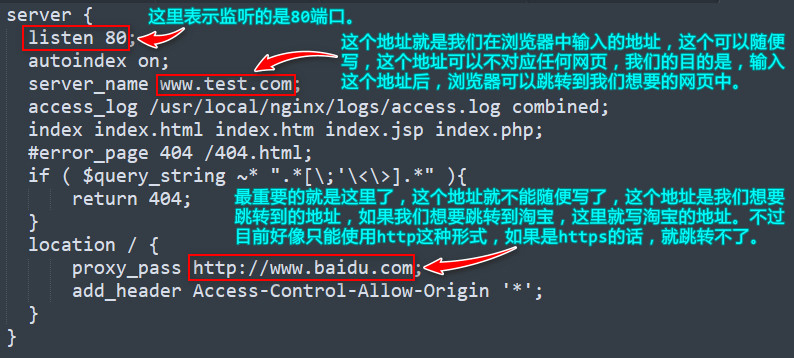 server {
这里表示监听的是80端口。
listen 80;
autoindex on;
这个地址就是我们在浏览器中输入的地址，这个可以随便
写，这个地址可以不对应任何网页，我们的目的是，输入
这个地址后，浏览器可以跳转到我们想要的网页中。
server_name www.test.com;
access_log /usr/local/nginx/logs/access.log combined;
index index.html index.htm index.jsp index.php;
#error_page 404 /404.html;
if ( $query_string ~* ".*[\;'\<\>].*" ){
return 404;
}
最重要的就是这里了，这个地址就不能随便写了，这个地址是我们想要
跳转到的地址，如果我们想要跳转到淘宝，这里就写淘宝的地址。不过
目前好像只能使用http这种形式，如果是https的话，就跳转不了。
location / {
proxy_pass http://www.baidu.com;
add_header Access-Control-Allow-Origin '*';
}
}